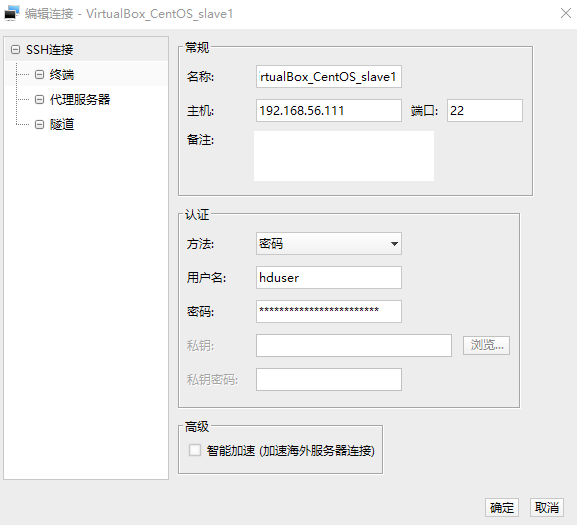 编辑连接 - VirtualBox_CentOS_slave1
SSH连接
终端
代理服务器
隧道
常规
名称: rtualBox_CentOS_slave1
主机: 192.168.56.111 端口: 22
备注:
认证
方法: 密码
用户名: hduser
密码: ************************
私钥: 浏览...
私钥密码:
高级
智能加速 (加速海外服务器连接)
确定 取消